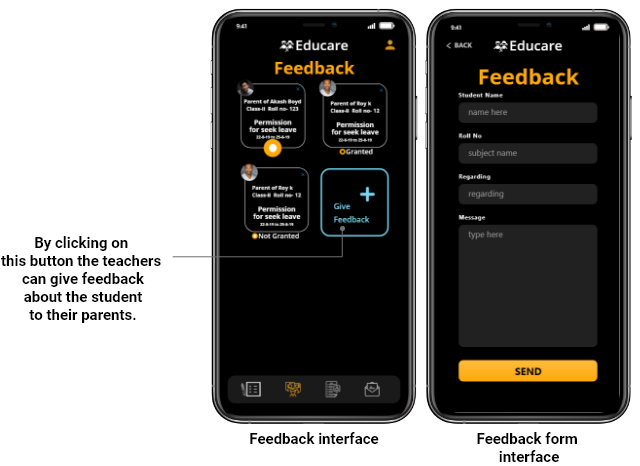 9:41
Educare
Feedback
Parent of Akash Boyd
Class-II Roll no- 123
Permission
for seek leave
22-6-19 to 25-6-19
Parent of Roy k
Class-II Roll no- 12
Permission
for seek leave
22-6-19 to 25-6-19
Granted
Parent of Roy k
Class-II Roll no- 12
Permission
for seek leave
22-6-19 to 25-6-19
Not Granted
Give
Feedback
By clicking on
this button the teachers
can give feedback
about the student
to their parents.
Feedback interface
9:41
BACK
Educare
Feedback
Student Name
name here
Roll No
subject name
Regarding
regarding
Message
type here
SEND
Feedback form
interface